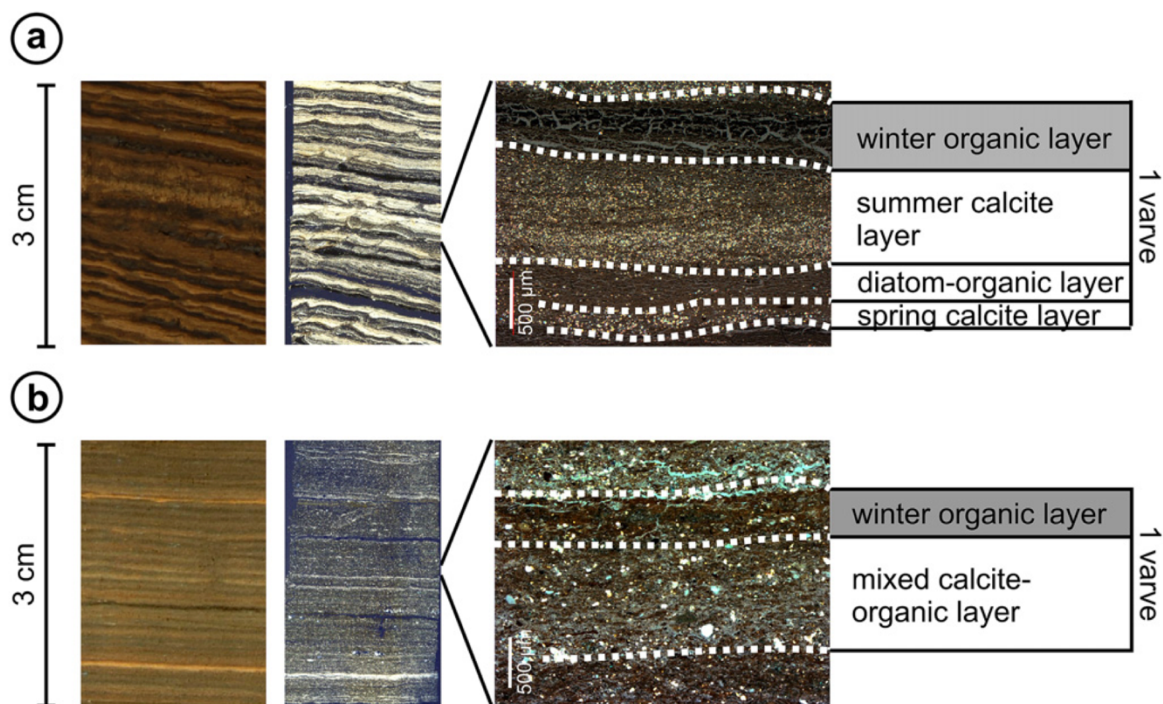 a
3 cm
500 µm
winter organic layer
summer calcite
layer
diatom-organic layer
spring calcite layer
1 varve
b
3 cm
500 µm
winter organic layer
mixed calcite-
organic layer
1 varve